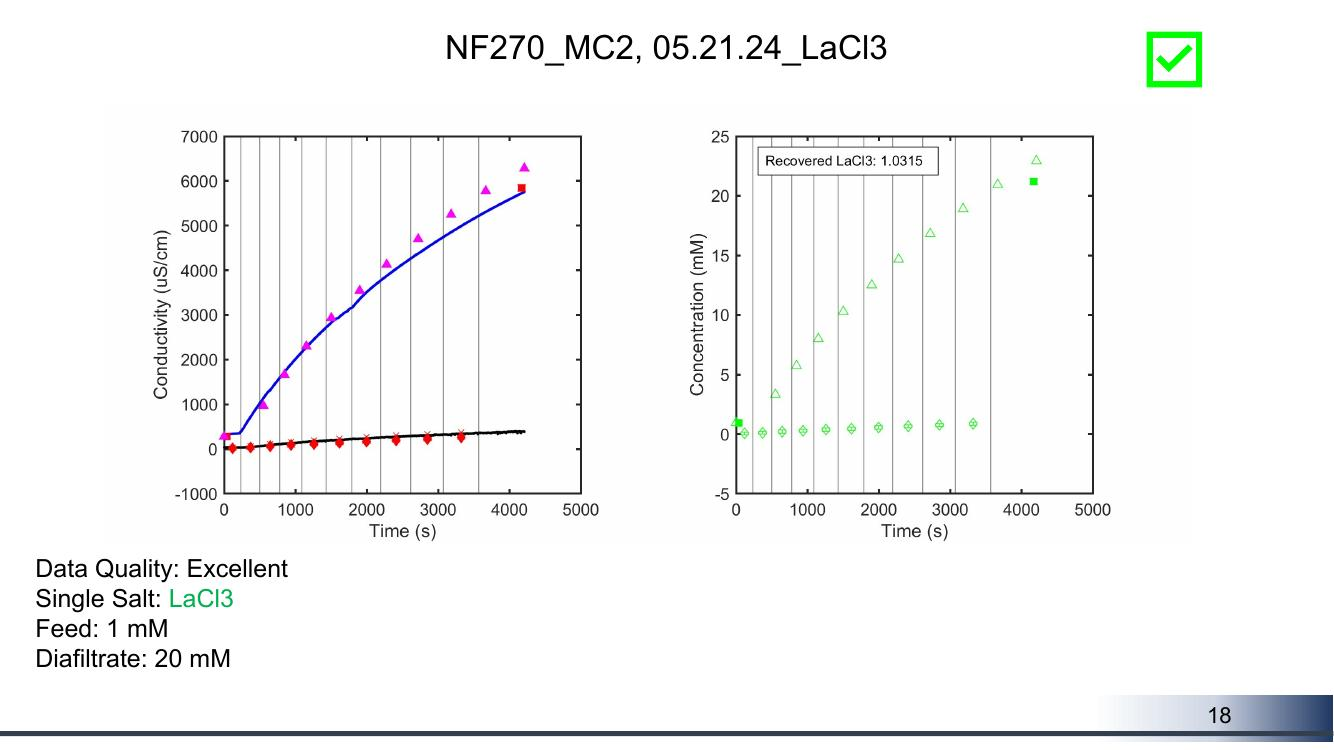 NF270_MC2, 05.21.24_LaCl3
7000
6000
5000
4000
3000
2000
1000
0
-1000
Conductivity (uS/cm)
0 1000 2000 3000 4000 5000
Time (s)
Recovered LaCl3: 1.0315
25
20
15
10
5
0
-5
Concentration (mM)
0 1000 2000 3000 4000 5000
Time (s)
Data Quality: Excellent
Single Salt: LaCl3
Feed: 1 mM
Diafiltrate: 20 mM
18